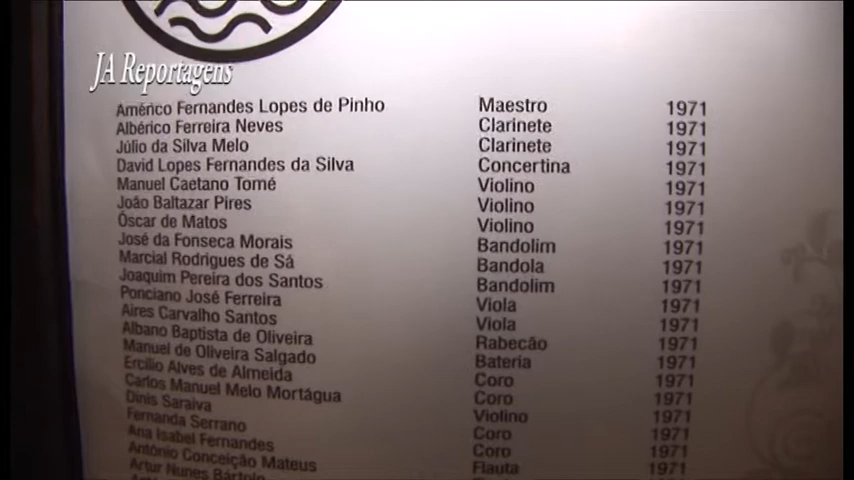 JA Reportagens
Américo Fernandes Lopes de Pinho Maestro 1971
Albérico Ferreira Neves Clarinete 1971
Júlio da Silva Melo Clarinete 1971
David Lopes Fernandes da Silva Concertina 1971
Manuel Caetano Tomé Violino 1971
João Baltazar Pires Violino 1971
Óscar de Matos Violino 1971
José da Fonseca Morais Bandolim 1971
Marcial Rodrigues de Sá Bandola 1971
Joaquim Pereira dos Santos Bandolim 1971
Ponciano José Ferreira Viola 1971
Aires Carvalho Santos Viola 1971
Albano Baptista de Oliveira Rabecão 1971
Manuel de Oliveira Salgado Bateria 1971
Ercílio Alves de Almeida Coro 1971
Carlos Manuel Melo Mortágua Coro 1971
Dinis Saraiva Violino 1971
Fernanda Serrano Coro 1971
Ana Isabel Fernandes Coro 1971
António Conceição Mateus Flauta 1971
Artur Nunes